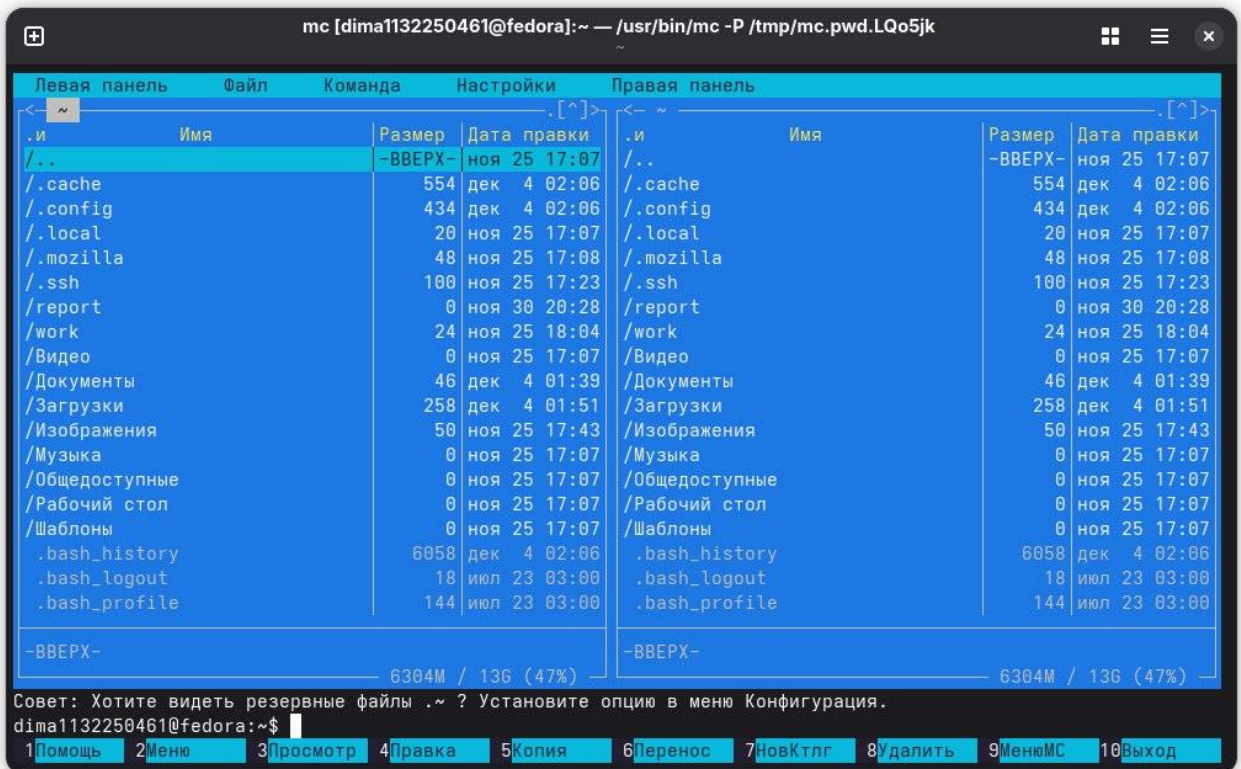 mc [dima1132250461@fedora]:~ — /usr/bin/mc -P /tmp/mc.pwd.LQo5jk
~
Левая панель Файл Команда Настройки Правая панель
<— ~ .[^]> <— ~ .[^]>
.и Имя Размер Дата правки .и Имя Размер Дата правки
/.. -ВВЕРХ- ноя 25 17:07 /.. -ВВЕРХ- ноя 25 17:07
/.cache 554 дек 4 02:06 /.cache 554 дек 4 02:06
/.config 434 дек 4 02:06 /.config 434 дек 4 02:06
/.local 20 ноя 25 17:07 /.local 20 ноя 25 17:07
/.mozilla 48 ноя 25 17:08 /.mozilla 48 ноя 25 17:08
/.ssh 100 ноя 25 17:23 /.ssh 100 ноя 25 17:23
/report 0 ноя 30 20:28 /report 0 ноя 30 20:28
/work 24 ноя 25 18:04 /work 24 ноя 25 18:04
/Видео 0 ноя 25 17:07 /Видео 0 ноя 25 17:07
/Документы 46 дек 4 01:39 /Документы 46 дек 4 01:39
/Загрузки 258 дек 4 01:51 /Загрузки 258 дек 4 01:51
/Изображения 50 ноя 25 17:43 /Изображения 50 ноя 25 17:43
/Музыка 0 ноя 25 17:07 /Музыка 0 ноя 25 17:07
/Общедоступные 0 ноя 25 17:07 /Общедоступные 0 ноя 25 17:07
/Рабочий стол 0 ноя 25 17:07 /Рабочий стол 0 ноя 25 17:07
/Шаблоны 0 ноя 25 17:07 /Шаблоны 0 ноя 25 17:07
.bash_history 6058 дек 4 02:06 .bash_history 6058 дек 4 02:06
.bash_logout 18 июл 23 03:00 .bash_logout 18 июл 23 03:00
.bash_profile 144 июл 23 03:00 .bash_profile 144 июл 23 03:00
-ВВЕРХ- -ВВЕРХ-
6304M / 13G (47%) 6304M / 13G (47%)
Совет: Хотите видеть резервные файлы .~ ? Установите опцию в меню Конфигурация.
dima1132250461@fedora:~$
1Помощь 2Меню 3Просмотр 4Правка 5Копия 6Перенос 7НовКтлг 8Удалить 9МенюMC 10Выход